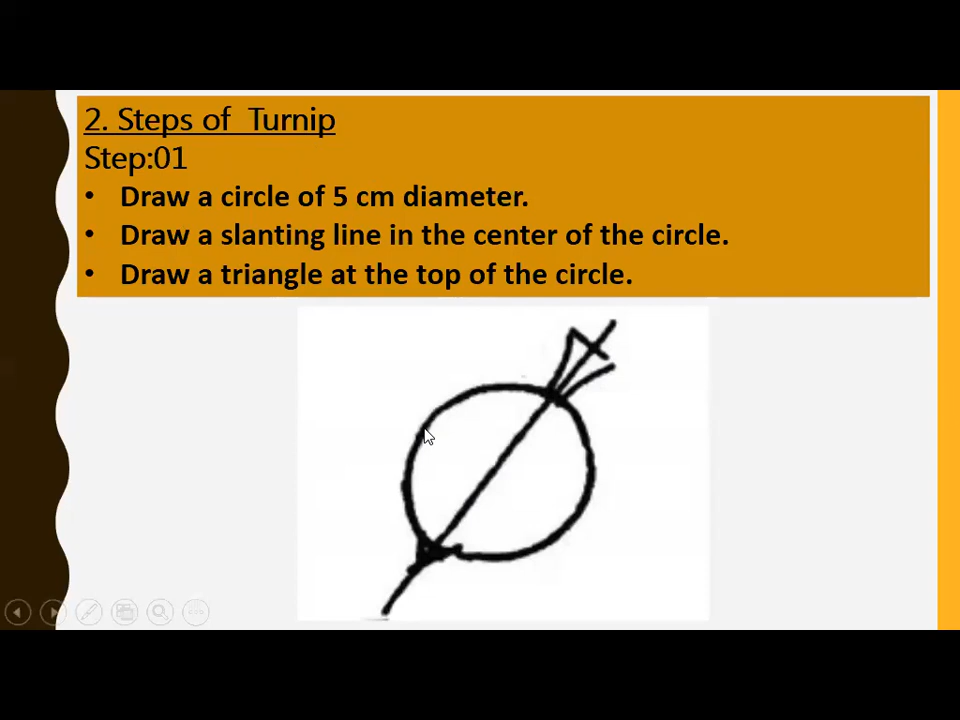 2. Steps of Turnip
Step:01
• Draw a circle of 5 cm diameter.
• Draw a slanting line in the center of the circle.
• Draw a triangle at the top of the circle.